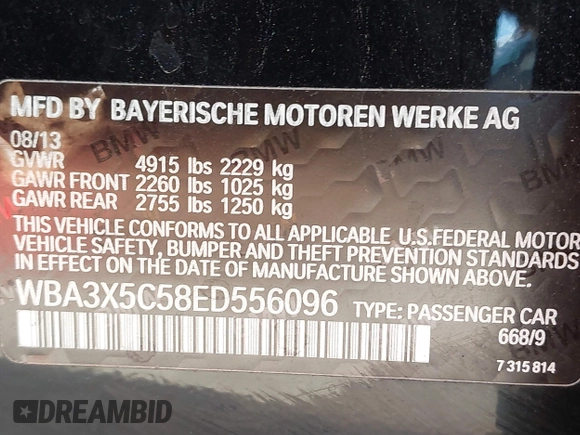 MFD BY BAYERISCHE MOTOREN WERKE AG
08/13
GVWR 4915 lbs 2229 kg
GAWR FRONT 2260 lbs 1025 kg
GAWR REAR 2755 lbs 1250 kg
THIS VEHICLE CONFORMS TO ALL APPLICABLE U.S.FEDERAL MOTOR
VEHICLE SAFETY, BUMPER AND THEFT PREVENTION STANDARDS
IN EFFECT ON THE DATE OF MANUFACTURE SHOWN ABOVE.
WBA3X5C58ED556096 TYPE: PASSENGER CAR
668/9
7 315 814
DREAMBID
BMW
BMW
BMW